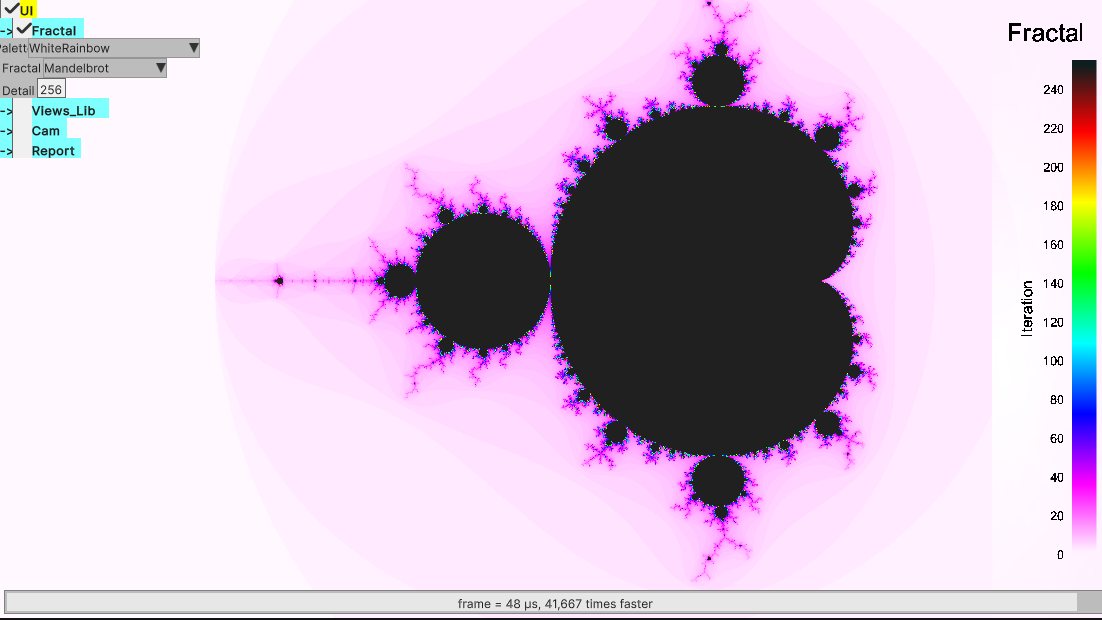 UI
-> Fractal
alett WhiteRainbow
Fractal Mandelbrot
Detail 256
-> Views_Lib
-> Cam
-> Report
Fractal
240
220
200
180
160
140
120
100
80
60
40
20
0
Iteration
frame = 48 µs, 41,667 times faster